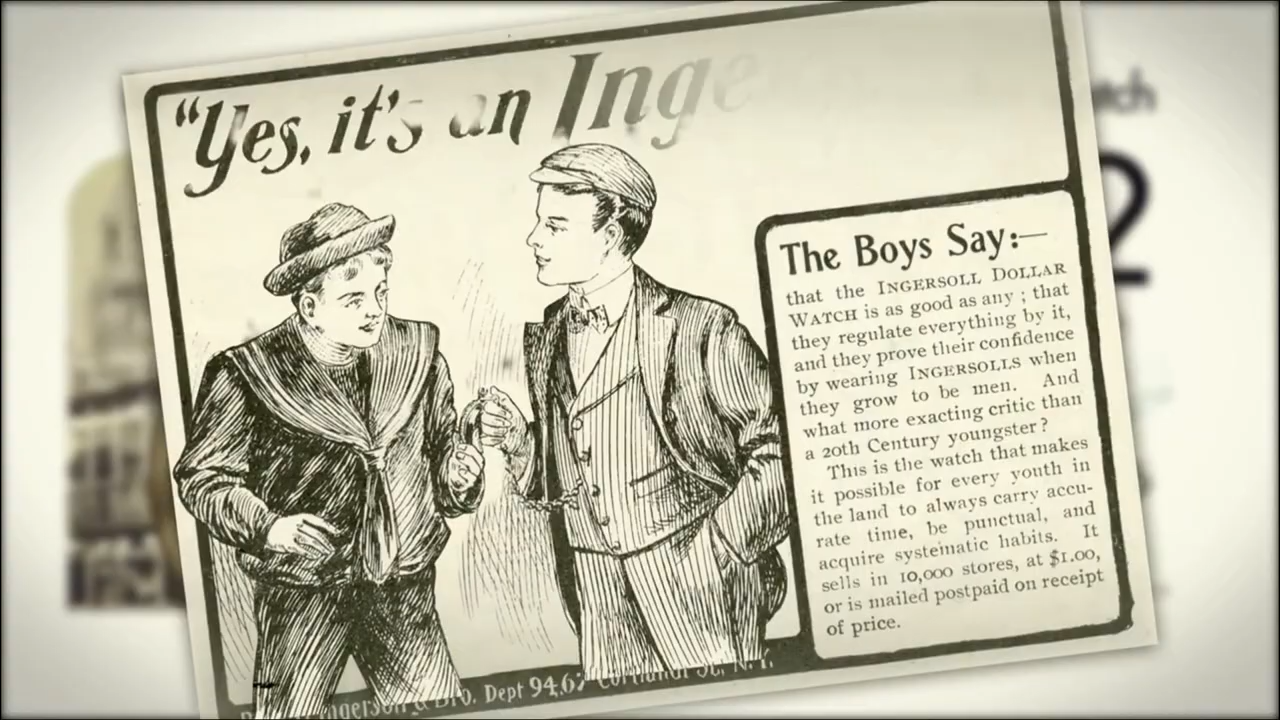 "Yes, it's an Inge
The Boys Say:—
that the INGERSOLL DOLLAR
WATCH is as good as any ; that
they regulate everything by it,
and they prove their confidence
by wearing INGERSOLLS when
they grow to be men. And
what more exacting critic than
a 20th Century youngster?
This is the watch that makes
it possible for every youth in
the land to always carry accu-
rate time, be punctual, and
acquire systematic habits. It
sells in 10,000 stores, at $1.00,
or is mailed postpaid on receipt
of price.
& Bro. Dept 94,67 Cortlandt St., N. Y.
2